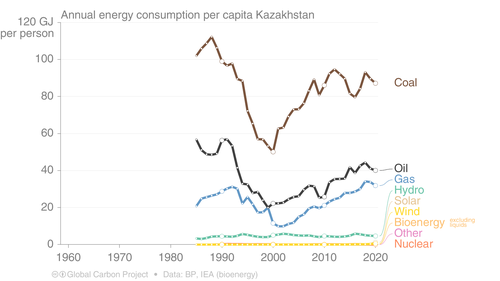 Annual energy consumption per capita Kazakhstan
120 GJ
per person
100
80
60
40
20
0
1960
1970
1980
1990
2000
2010
2020
Coal
Oil
Gas
Hydro
Solar
Wind
Bioenergy excluding liquids
Other
Nuclear
Global Carbon Project • Data: BP, IEA (bioenergy)